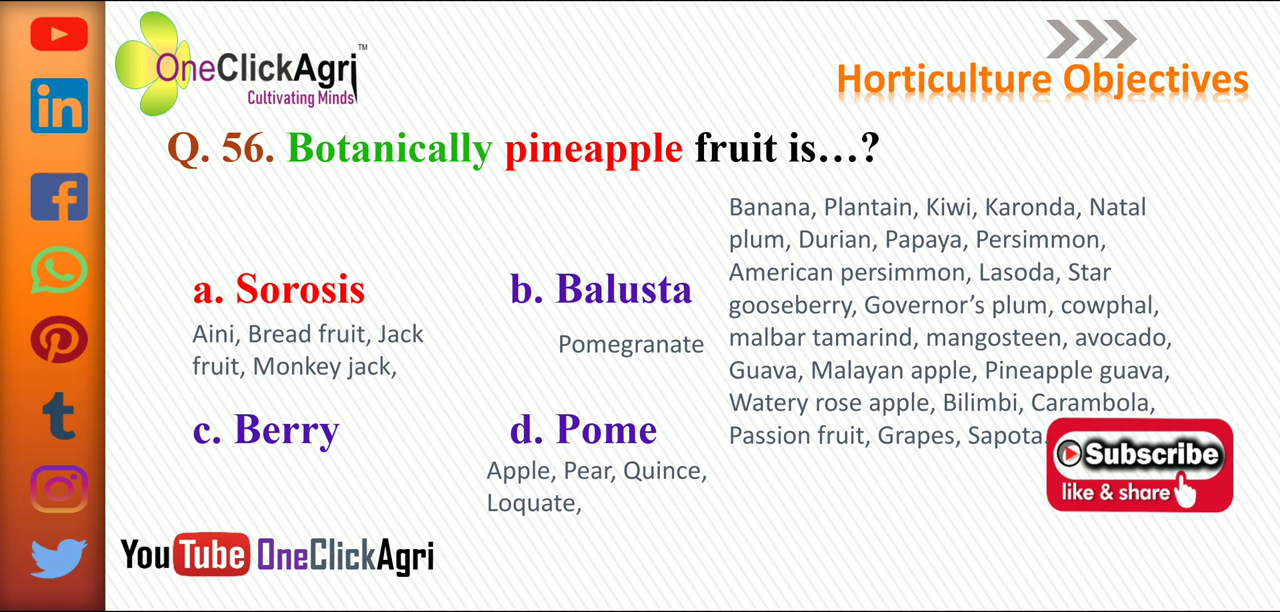 OneClickAgri™
Cultivating Minds
Horticulture Objectives
Q. 56. Botanically pineapple fruit is…?
a. Sorosis
Aini, Bread fruit, Jack
fruit, Monkey jack,
b. Balusta
Pomegranate
c. Berry
d. Pome
Apple, Pear, Quince,
Loquate,
Banana, Plantain, Kiwi, Karonda, Natal
plum, Durian, Papaya, Persimmon,
American persimmon, Lasoda, Star
gooseberry, Governor's plum, cowphal,
malbar tamarind, mangosteen, avocado,
Guava, Malayan apple, Pineapple guava,
Watery rose apple, Bilimbi, Carambola,
Passion fruit, Grapes, Sapota.
Subscribe
like & share
YouTube OneClickAgri